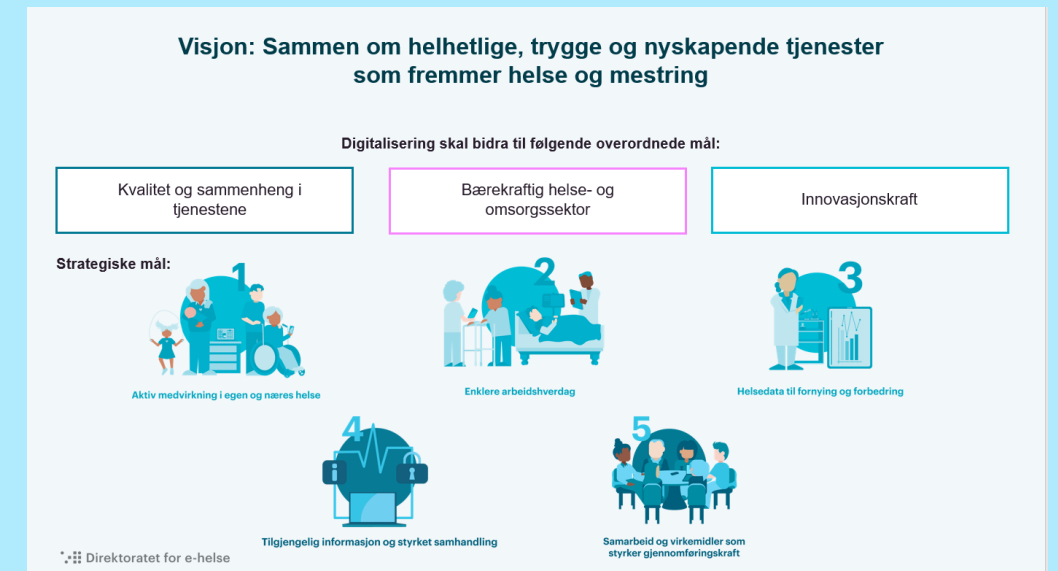 Visjon: Sammen om helhetlige, trygge og nyskapende tjenester
som fremmer helse og mestring
Digitalisering skal bidra til følgende overordnede mål:
Kvalitet og sammenheng i
tjenestene
Bærekraftig helse- og
omsorgssektor
Innovasjonskraft
Strategiske mål:
1
Aktiv medvirkning i egen og næres helse
2
Enklere arbeidshverdag
3
Helsedata til fornying og forbedring
4
i
Tilgjengelig informasjon og styrket samhandling
5
Samarbeid og virkemidler som
styrker gjennomføringskraft
Direktoratet for e-helse